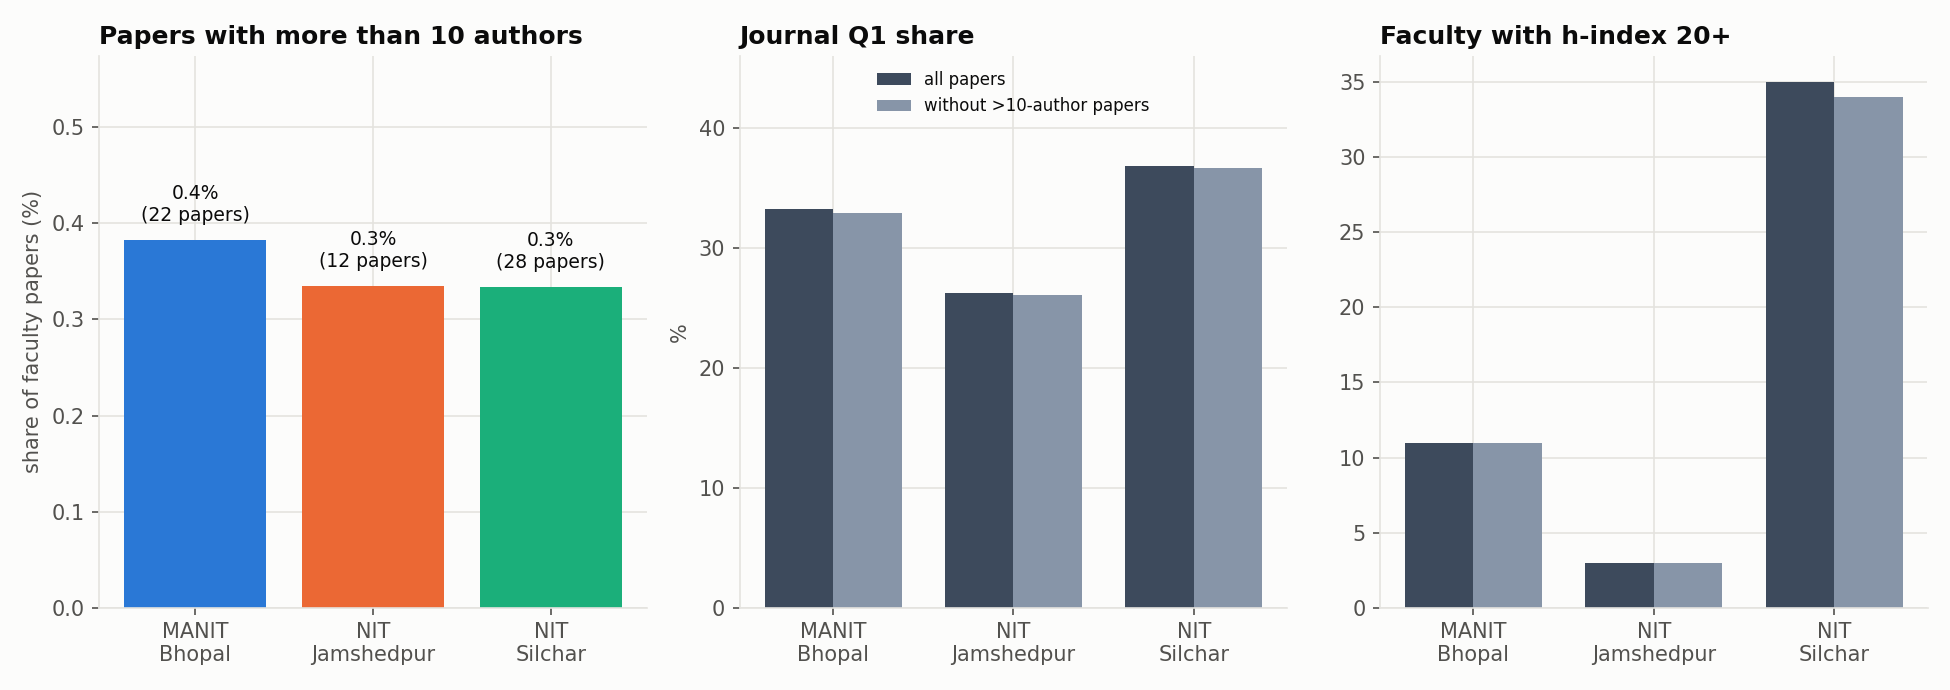 Papers with more than 10 authors
share of faculty papers (%)
0.5
0.4
0.3
0.2
0.1
0.0
0.4%
(22 papers)
0.3%
(12 papers)
0.3%
(28 papers)
MANIT
Bhopal
NIT
Jamshedpur
NIT
Silchar
Journal Q1 share
all papers
without >10-author papers
%
40
30
20
10
0
MANIT
Bhopal
NIT
Jamshedpur
NIT
Silchar
Faculty with h-index 20+
35
30
25
20
15
10
5
0
MANIT
Bhopal
NIT
Jamshedpur
NIT
Silchar